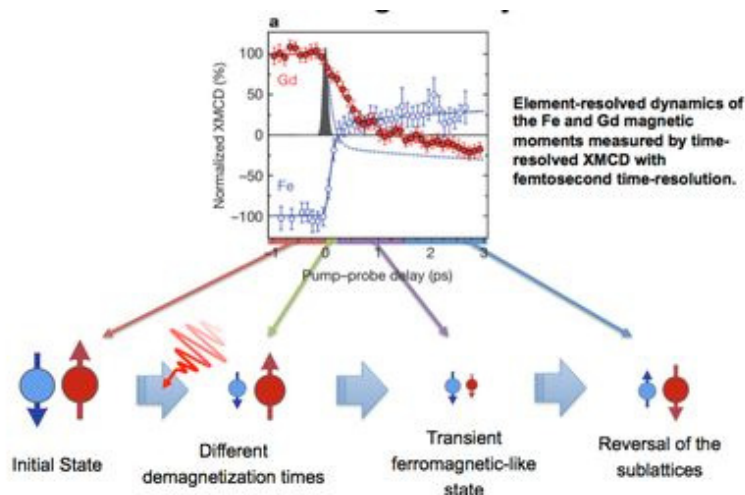 a
100
50
0
−50
−100
Normalized XMCD (%)
Gd
Fe
−1
0
1
2
3
Pump–probe delay (ps)
Element-resolved dynamics of
the Fe and Gd magnetic
moments measured by time-
resolved XMCD with
femtosecond time-resolution.
Initial State
Different
demagnetization times
Transient
ferromagnetic-like
state
Reversal of the
sublattices